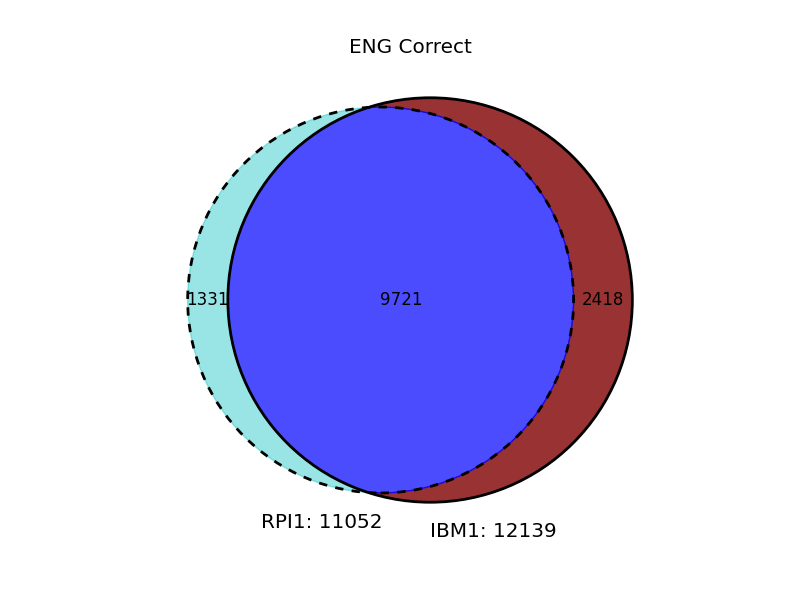 ENG Correct
1331
9721
2418
RPI1: 11052
IBM1: 12139